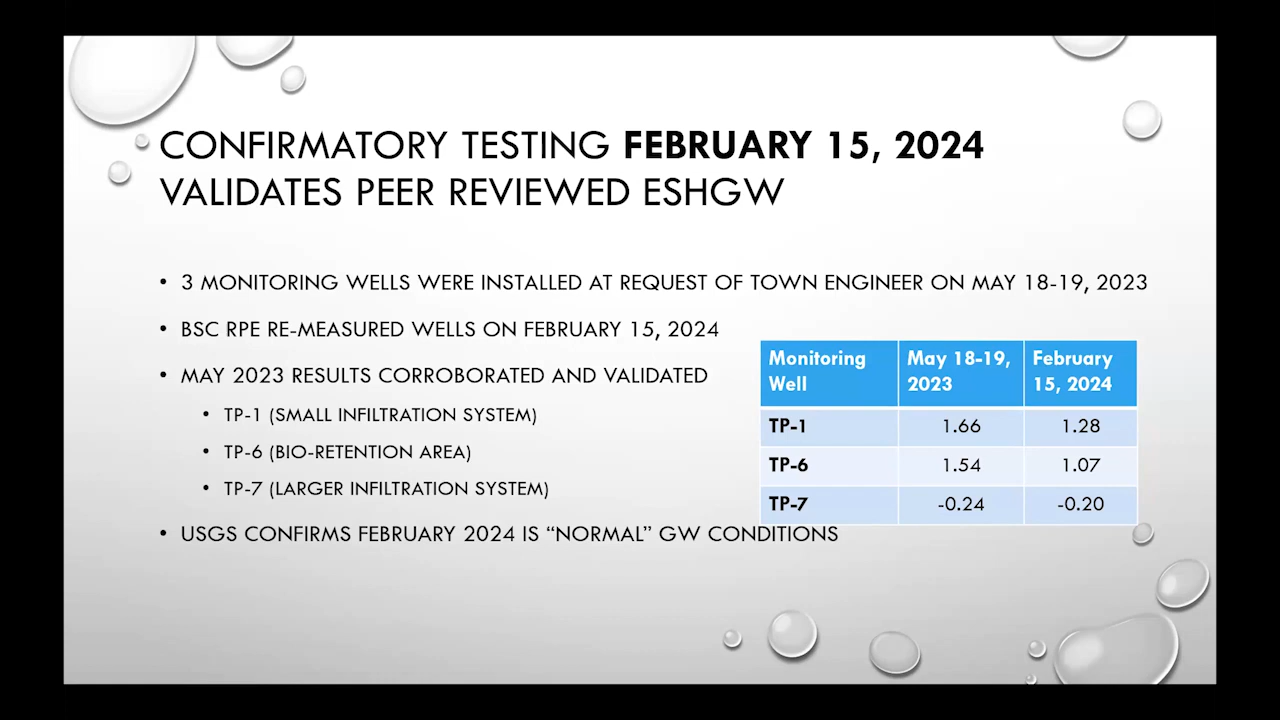 CONFIRMATORY TESTING FEBRUARY 15, 2024
VALIDATES PEER REVIEWED ESHGW
• 3 MONITORING WELLS WERE INSTALLED AT REQUEST OF TOWN ENGINEER ON MAY 18-19, 2023
• BSC RPE RE-MEASURED WELLS ON FEBRUARY 15, 2024
• MAY 2023 RESULTS CORROBORATED AND VALIDATED
• TP-1 (SMALL INFILTRATION SYSTEM)
• TP-6 (BIO-RETENTION AREA)
• TP-7 (LARGER INFILTRATION SYSTEM)
• USGS CONFIRMS FEBRUARY 2024 IS “NORMAL” GW CONDITIONS
Monitoring Well May 18-19, 2023 February 15, 2024
TP-1 1.66 1.28
TP-6 1.54 1.07
TP-7 -0.24 -0.20